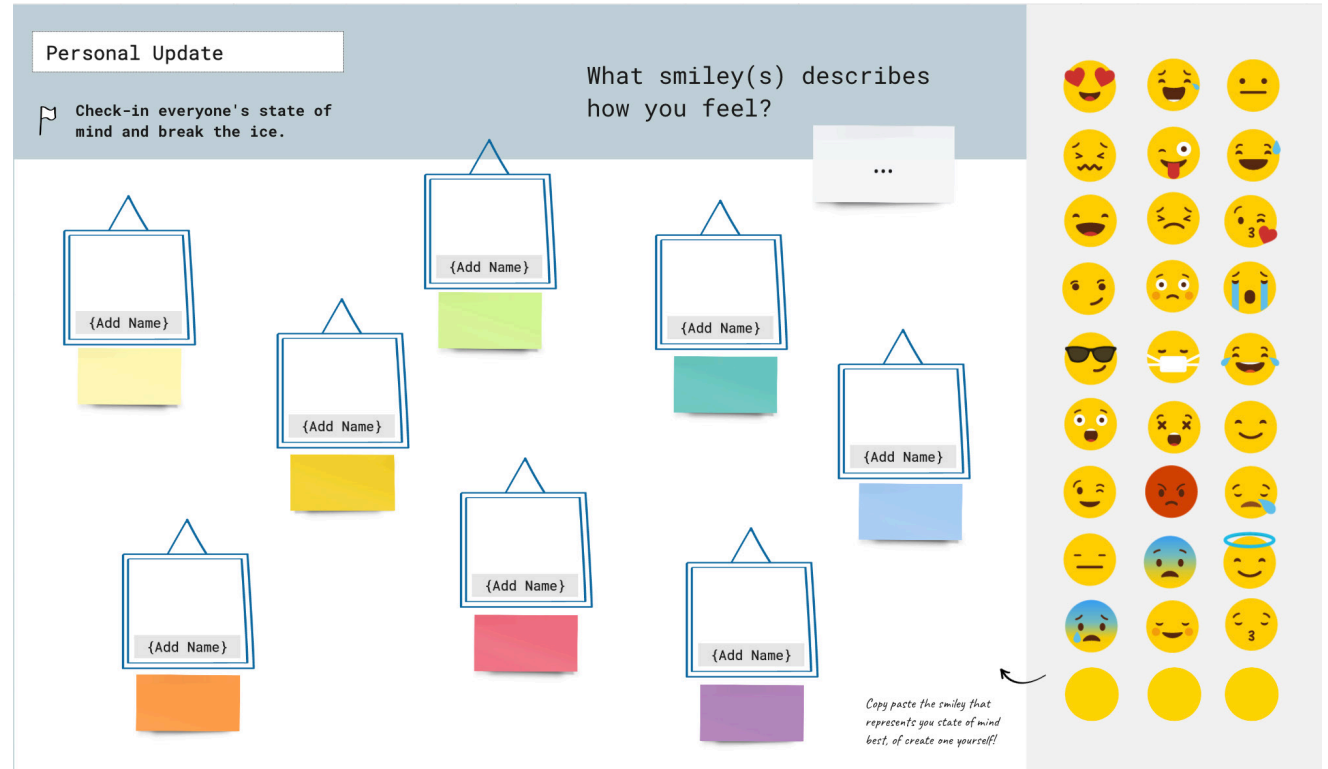 Personal Update
Check-in everyone's state of
mind and break the ice.
What smiley(s) describes
how you feel?
...
{Add Name}
{Add Name}
{Add Name}
{Add Name}
{Add Name}
{Add Name}
{Add Name}
{Add Name}
Copy paste the smiley that
represents you state of mind
best, of create one yourself!